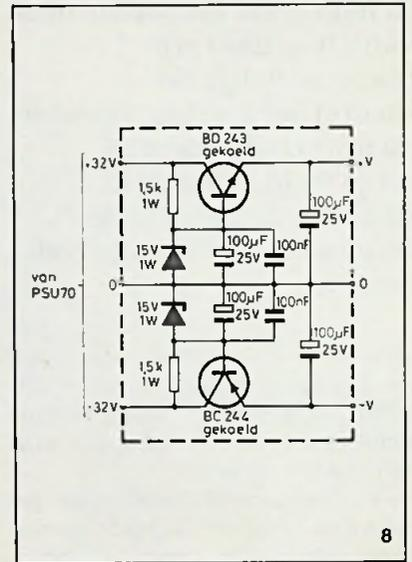 BD 243
gekoeld
+32V
+V
1,5k
1W
100µF
25V
15V
1W
100µF
25V
100nF
van
PSU70
0
0
15V
1W
100µF
25V
100nF
100µF
25V
1,5k
1W
-32V
-V
BC 244
gekoeld
8